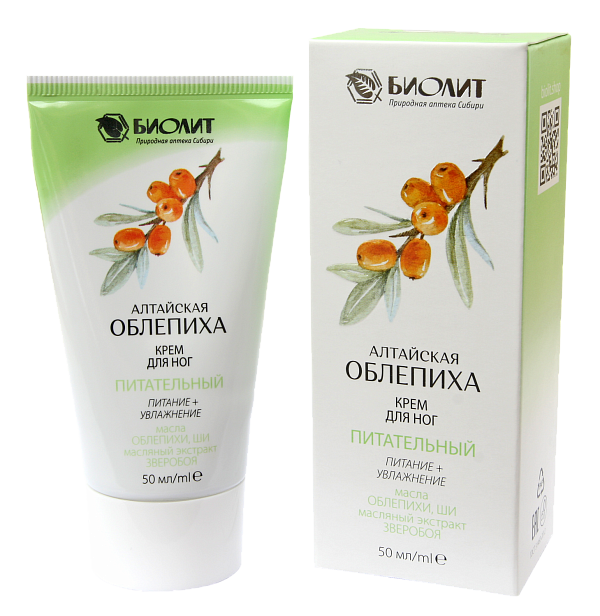 БИОЛИТ
Природная аптека Сибири
АЛТАЙСКАЯ
ОБЛЕПИХА
КРЕМ
ДЛЯ НОГ
ПИТАТЕЛЬНЫЙ
ПИТАНИЕ +
УВЛАЖНЕНИЕ
масла
ОБЛЕПИХИ, ШИ
масляный экстракт
ЗВЕРОБОЯ
50 мл/ml ℮
БИОЛИТ
Природная аптека Сибири
АЛТАЙСКАЯ
ОБЛЕПИХА
КРЕМ
ДЛЯ НОГ
ПИТАТЕЛЬНЫЙ
ПИТАНИЕ +
УВЛАЖНЕНИЕ
масла
ОБЛЕПИХИ, ШИ
масляный экстракт
ЗВЕРОБОЯ
50 мл/ml ℮
EAC